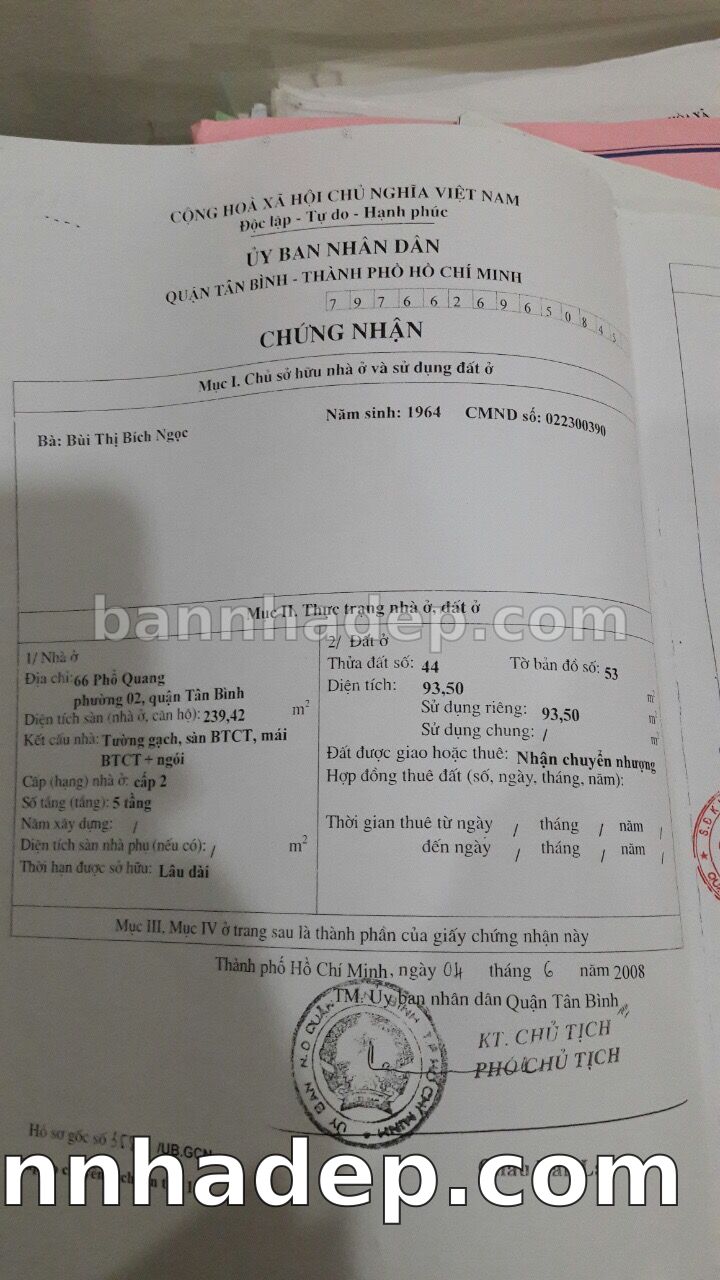 CỘNG HOÀ XÃ HỘI CHỦ NGHĨA VIỆT NAM
Độc lập - Tự do - Hạnh phúc
ỦY BAN NHÂN DÂN
QUẬN TÂN BÌNH - THÀNH PHỐ HỒ CHÍ MINH
7 9 7 6 6 2 6 9 6 5 0 8 4 5
CHỨNG NHẬN
Mục I. Chủ sở hữu nhà ở và sử dụng đất ở
Bà: Bùi Thị Bích Ngọc Năm sinh: 1964 CMND số: 022300390
Mục II. Thực trạng nhà ở, đất ở
bannhadep.com
1/ Nhà ở
Địa chỉ: 66 Phổ Quang
phường 02, quận Tân Bình
Diện tích sàn (nhà ở, căn hộ): 239,42 m²
Kết cấu nhà: Tường gạch, sàn BTCT, mái
BTCT + ngói
Cấp (hạng) nhà ở: cấp 2
Số tầng (tầng): 5 tầng
Năm xây dựng: /
Diện tích sàn nhà phụ (nếu có): / m²
Thời hạn được sở hữu: Lâu dài
2/ Đất ở
Thửa đất số: 44 Tờ bản đồ số: 53
Diện tích: 93,50 m²
Sử dụng riêng: 93,50 m²
Sử dụng chung: / m²
Đất được giao hoặc thuê: Nhận chuyển nhượng
Hợp đồng thuê đất (số, ngày, tháng, năm):
Thời gian thuê từ ngày / tháng / năm /
đến ngày / tháng / năm /
Mục III, Mục IV ở trang sau là thành phần của giấy chứng nhận này
Thành phố Hồ Chí Minh, ngày 04 tháng 6 năm 2008
TM. Ủy ban nhân dân Quận Tân Bình
KT. CHỦ TỊCH
PHÓ CHỦ TỊCH
Hồ sơ gốc số /UB.GCN
nnhadep.com